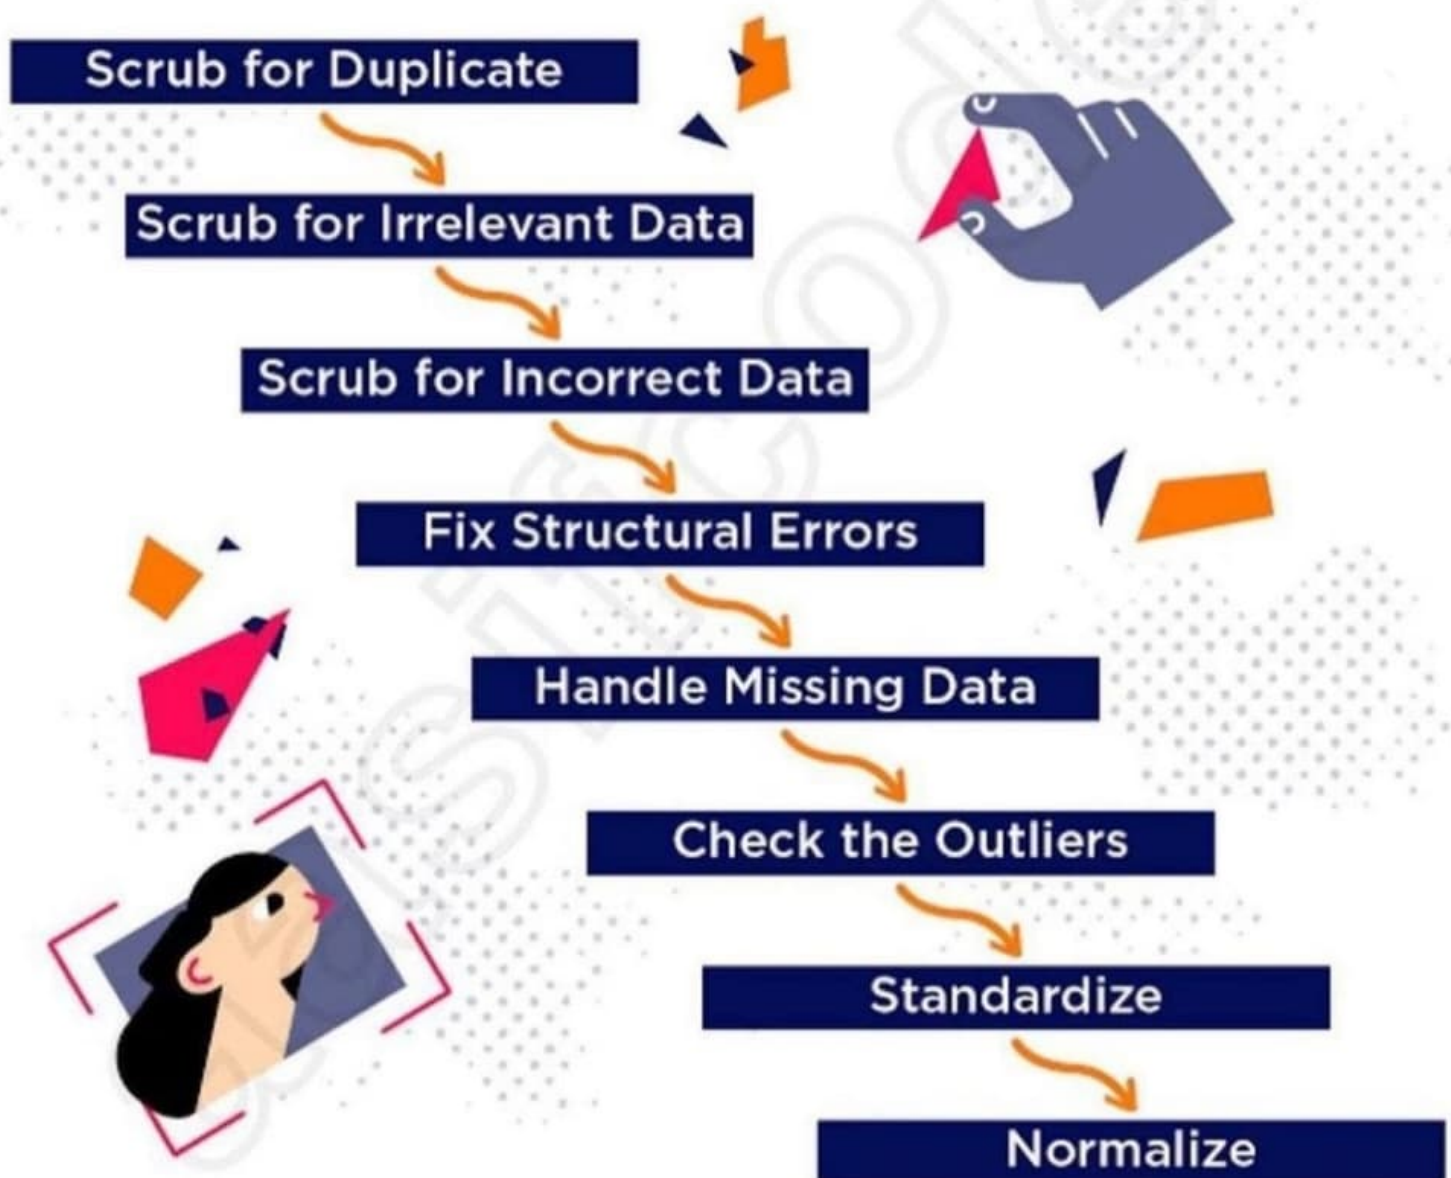 Scrub for Duplicate
Scrub for Irrelevant Data
Scrub for Incorrect Data
Fix Structural Errors
Handle Missing Data
Check the Outliers
Standardize
Normalize